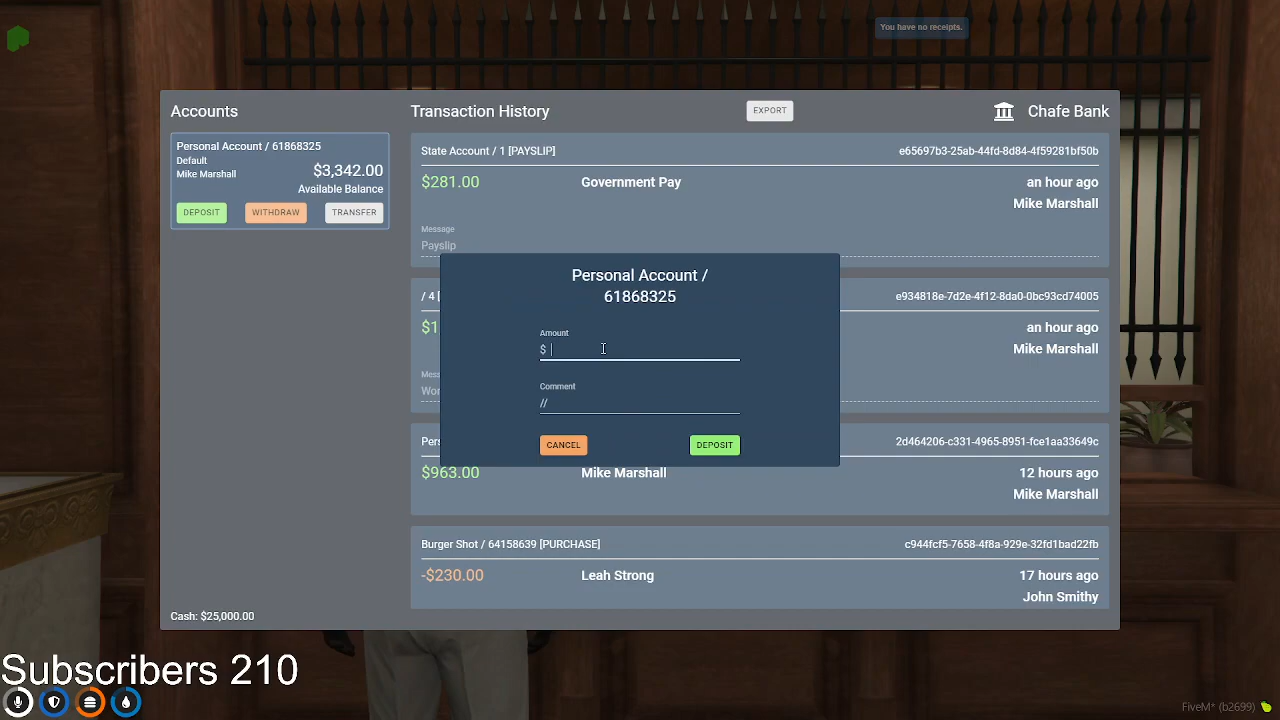 You have no receipts.
Accounts
Personal Account / 61868325
Default
Mike Marshall
$3,342.00
Available Balance
DEPOSIT
WITHDRAW
TRANSFER
Cash: $25,000.00
Transaction History
EXPORT
Chafe Bank
State Account / 1 [PAYSLIP]
e65697b3-25ab-44fd-8d84-4f59281bf50b
$281.00
Government Pay
an hour ago
Mike Marshall
Message
Payslip
/ 4 [
e934818e-7d2e-4f12-8da0-0bc93cd74005
$1
an hour ago
Mike Marshall
Mess
Wor
Pers
2d464206-c331-4965-8951-fce1aa33649c
$963.00
Mike Marshall
12 hours ago
Mike Marshall
Burger Shot / 64158639 [PURCHASE]
c944fcf5-7658-4f8a-929e-32fd1bad22fb
-$230.00
Leah Strong
17 hours ago
John Smithy
Personal Account /
61868325
Amount
$
Comment
//
CANCEL
DEPOSIT
Subscribers 210
FiveM* (b2699)